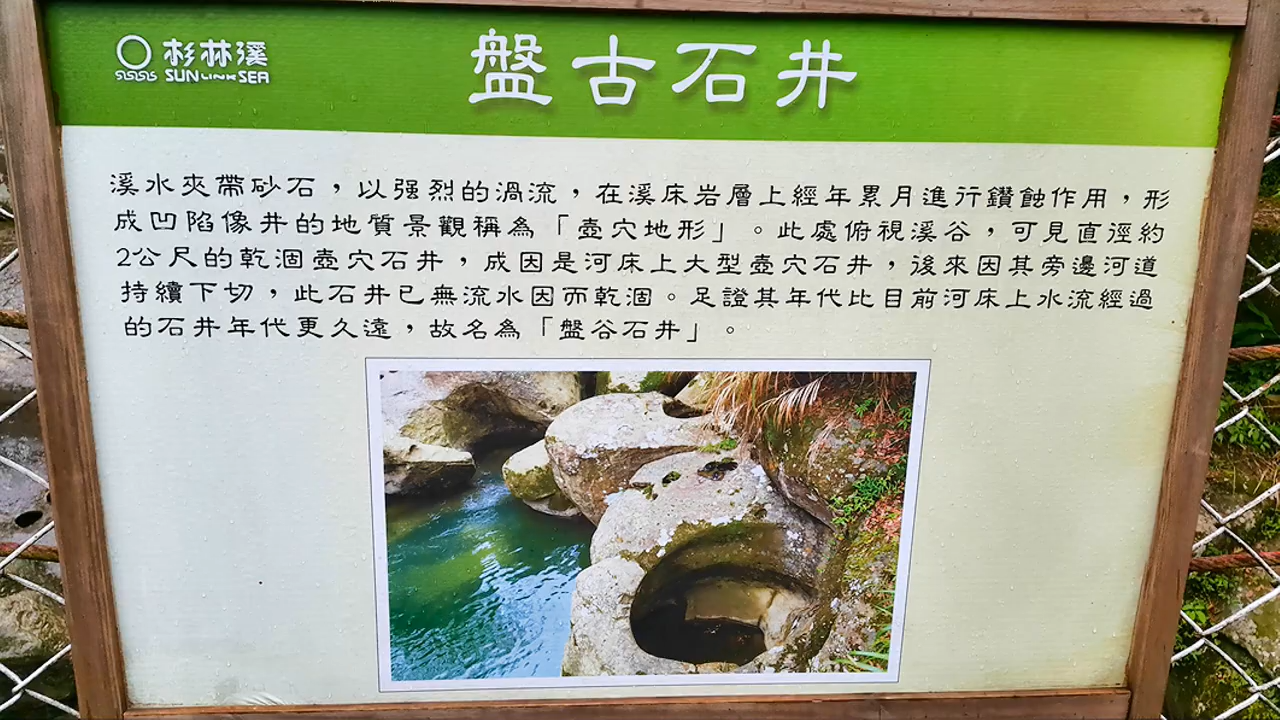 杉林溪
SUN LINK SEA
盤古石井
溪水夾帶砂石，以强烈的渦流，在溪床岩層上經年累月進行鑽蝕作用，形
成凹陷像井的地質景觀稱為「壺穴地形」。此處俯視溪谷，可見直徑約
2公尺的乾涸壺穴石井，成因是河床上大型壺穴石井，後來因其旁邊河道
持續下切，此石井已無流水因而乾涸。足證其年代比目前河床上水流經過
的石井年代更久遠，故名為「盤谷石井」。